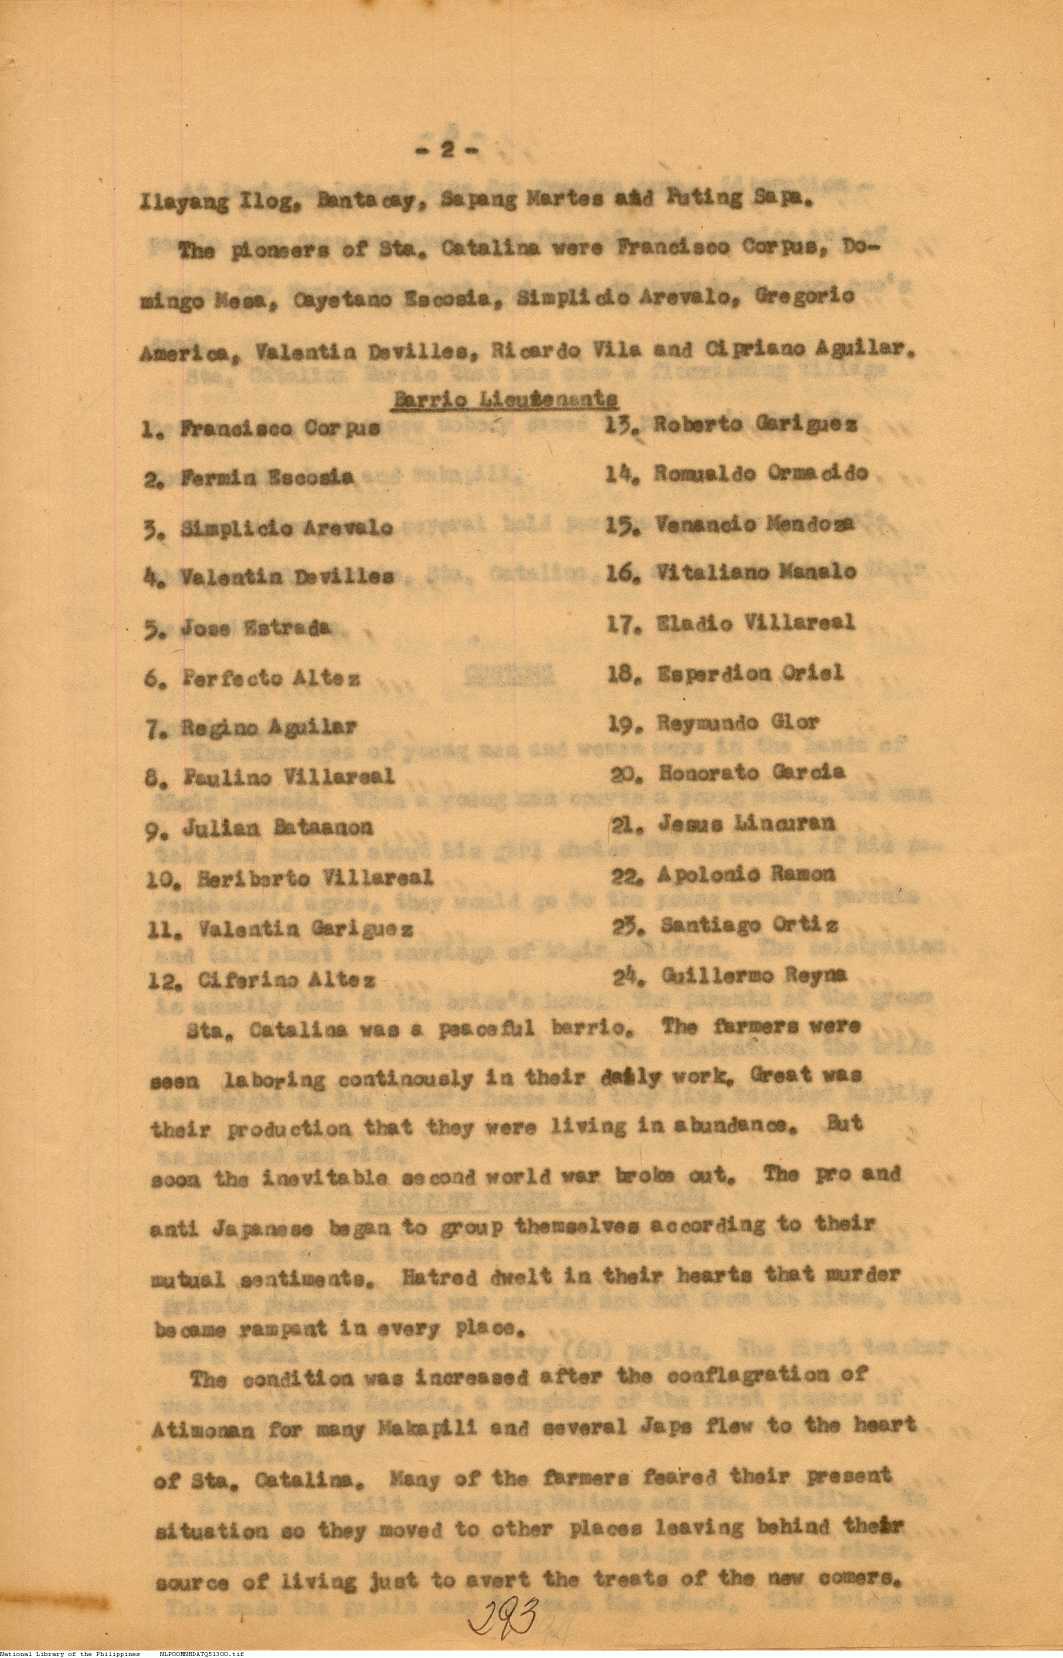 - 2 -
Ilayang Ilog, Bantacay, Sapang Martes and Puting Sapa.
The pioneers of Sta. Catalina were Francisco Corpus, Do-
mingo Mesa, Cayetano Escosia, Simplicio Arevalo, Gregorio
America, Valentin Devilles, Ricardo Vila and Cipriano Aguilar.
Barrio Lieutenants
1. Francisco Corpus
2. Fermin Escosia
3. Simplicio Arevalo
4. Valentin Devilles
5. Jose Estrada
6. Perfecto Altez
7. Regino Aguilar
8. Paulino Villareal
9. Julian Bataanon
10. Heriberto Villareal
11. Valentin Gariguez
12. Ciferino Altez
13. Roberto Gariguez
14. Romualdo Ormacido
15. Venancio Mendoza
16. Vitaliano Manalo
17. Eladio Villareal
18. Esperdion Oriel
19. Reymundo Glor
20. Honorato Garcia
21. Jesus Lincuran
22. Apolonio Ramon
23. Santiago Ortiz
24. Guillermo Reyna
Sta. Catalina was a peaceful barrio. The farmers were
seen laboring continously in their daily work. Great was
their production that they were living in abundance. But
soon the inevitable second world war broke out. The pro and
anti Japanese began to group themselves according to their
mutual sentiments. Hatred dwelt in their hearts that murder
became rampant in every place.
The condition was increased after the conflagration of
Atimonan for many Makapili and several Japs flew to the heart
of Sta. Catalina. Many of the farmers feared their present
situation so they moved to other places leaving behind their
source of living just to avert the treats of the new comers.
293
National Library of the Philippines NLPOOMNHDATQ51300.tif